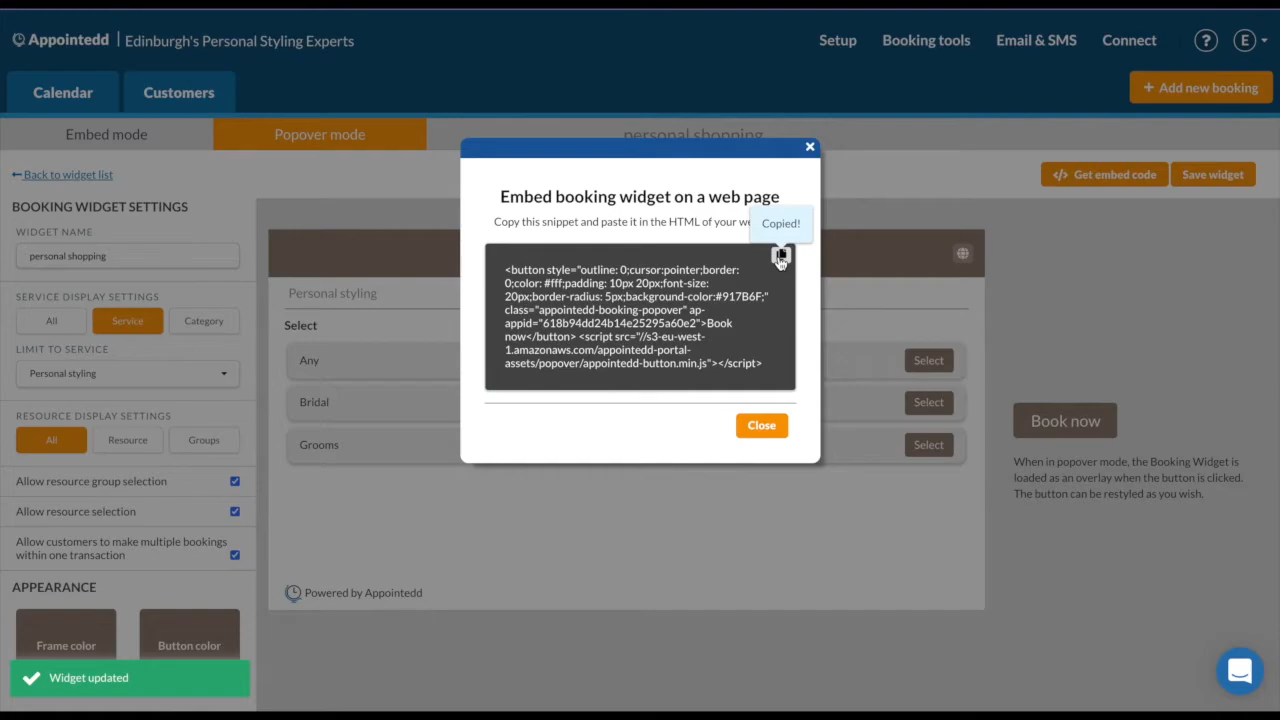 Appointedd | Edinburgh's Personal Styling Experts
Setup
Booking tools
Email & SMS
Connect
?
E
Calendar
Customers
+ Add new booking
Embed mode
Popover mode
personal shopping
Back to widget list
</> Get embed code
Save widget
BOOKING WIDGET SETTINGS
WIDGET NAME
personal shopping
SERVICE DISPLAY SETTINGS
All
Service
Category
LIMIT TO SERVICE
Personal styling
RESOURCE DISPLAY SETTINGS
All
Resource
Groups
Allow resource group selection
Allow resource selection
Allow customers to make multiple bookings
within one transaction
APPEARANCE
Frame color
Button color
Widget updated
Personal styling
Select
Any
Select
Bridal
Select
Grooms
Select
Powered by Appointedd
Embed booking widget on a web page
Copy this snippet and paste it in the HTML of your
Copied!
<button style="outline: 0;cursor:pointer;border:
0;color: #fff;padding: 10px 20px;font-size:
20px;border-radius: 5px;background-color:#917B6F;"
class="appointedd-booking-popover" ap-
appid="618b94dd24b14e25295a60e2">Book
now</button> <script src="//s3-eu-west-
1.amazonaws.com/appointedd-portal-
assets/popover/appointedd-button.min.js"></script>
Close
Book now
When in popover mode, the Booking Widget is
loaded as an overlay when the button is clicked.
The button can be restyled as you wish.